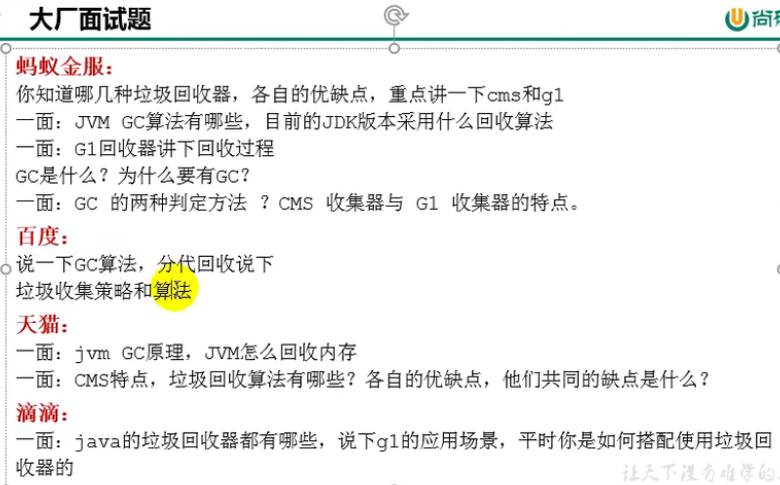 大厂面试题
尚硅
蚂蚁金服：
你知道哪几种垃圾回收器，各自的优缺点，重点讲一下cms和g1
一面：JVM GC算法有哪些，目前的JDK版本采用什么回收算法
一面：G1回收器讲下回收过程
GC是什么？为什么要有GC？
一面：GC 的两种判定方法 ？CMS 收集器与 G1 收集器的特点。
百度：
说一下GC算法，分代回收说下
垃圾收集策略和算法
天猫：
一面：jvm GC原理，JVM怎么回收内存
一面：CMS特点，垃圾回收算法有哪些？各自的优缺点，他们共同的缺点是什么？
滴滴：
一面：java的垃圾回收器都有哪些，说下g1的应用场景，平时你是如何搭配使用垃圾回
收器的
让天下没有难学的